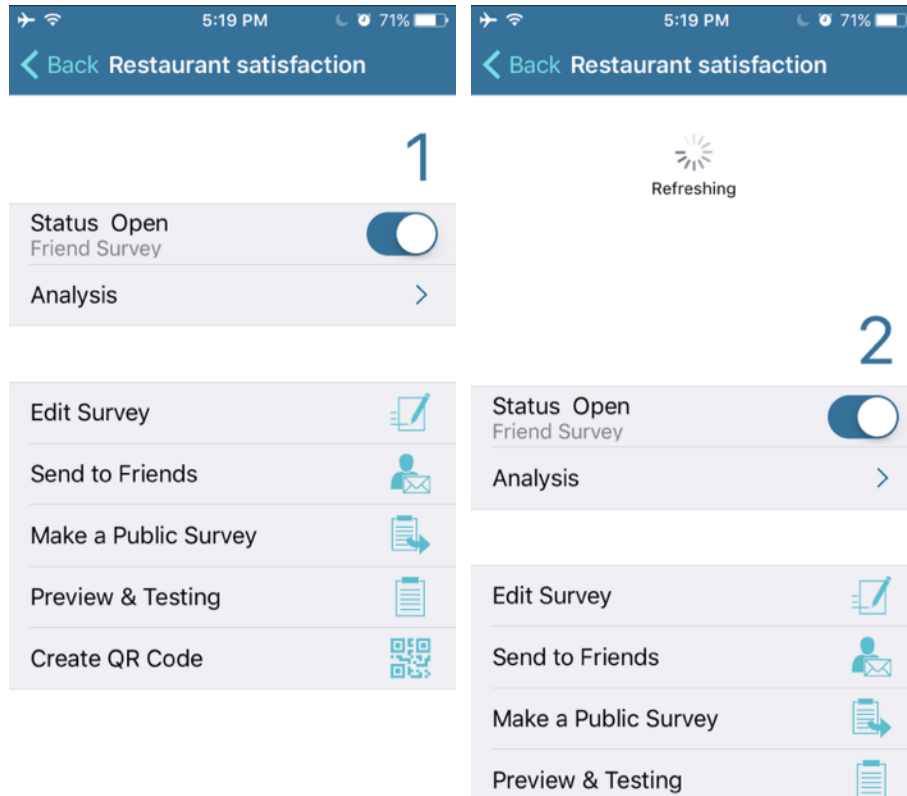 5:19 PM
71%
Back Restaurant satisfaction
1
Status Open
Friend Survey
Analysis
Edit Survey
Send to Friends
Make a Public Survey
Preview & Testing
Create QR Code
5:19 PM
71%
Back Restaurant satisfaction
Refreshing
2
Status Open
Friend Survey
Analysis
Edit Survey
Send to Friends
Make a Public Survey
Preview & Testing